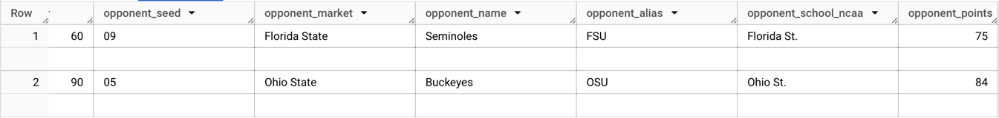 Row opponent_seed opponent_market opponent_name opponent_alias opponent_school_ncaa opponent_points
1 60 09 Florida State Seminoles FSU Florida St. 75
2 90 05 Ohio State Buckeyes OSU Ohio St. 84